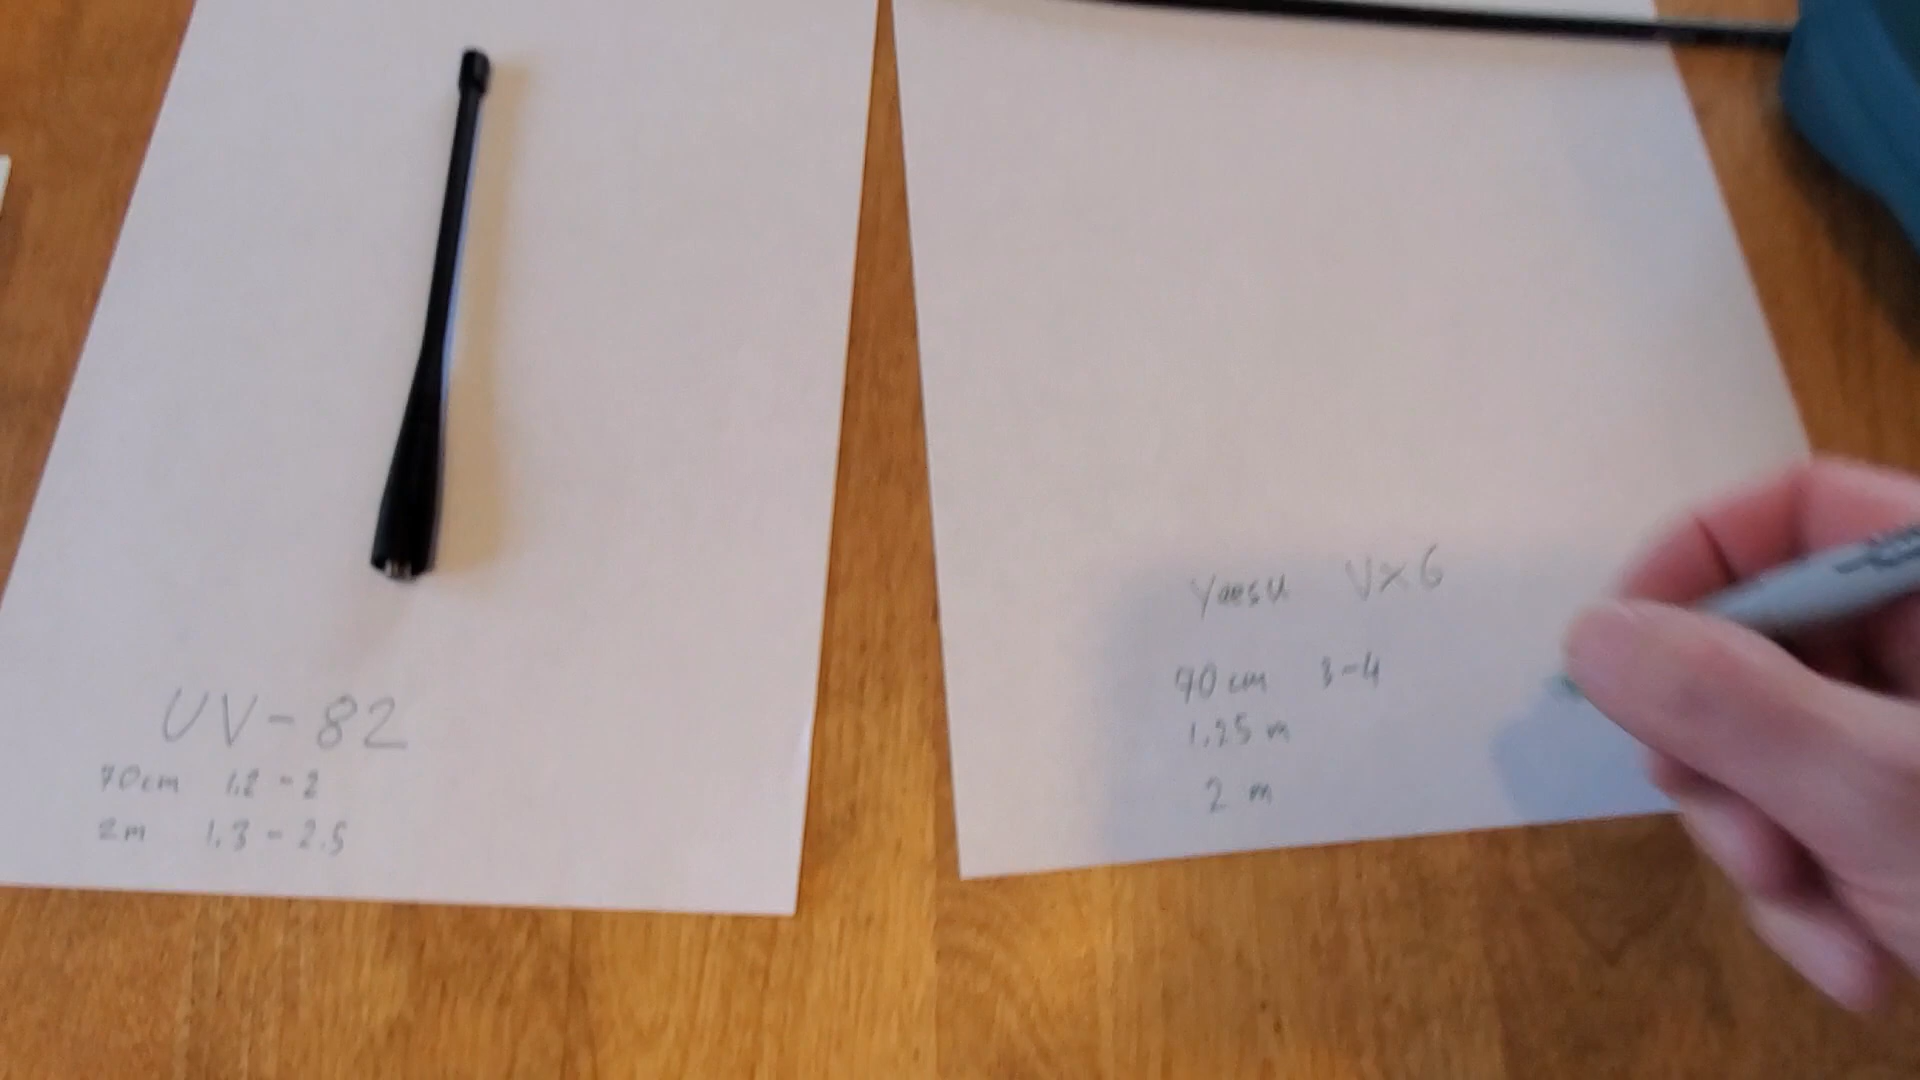 UV-82
70cm 1.2 - 2
2m 1.3 - 2.5
Yaesu VX6
70 cm 3-4
1.25 m
2 m